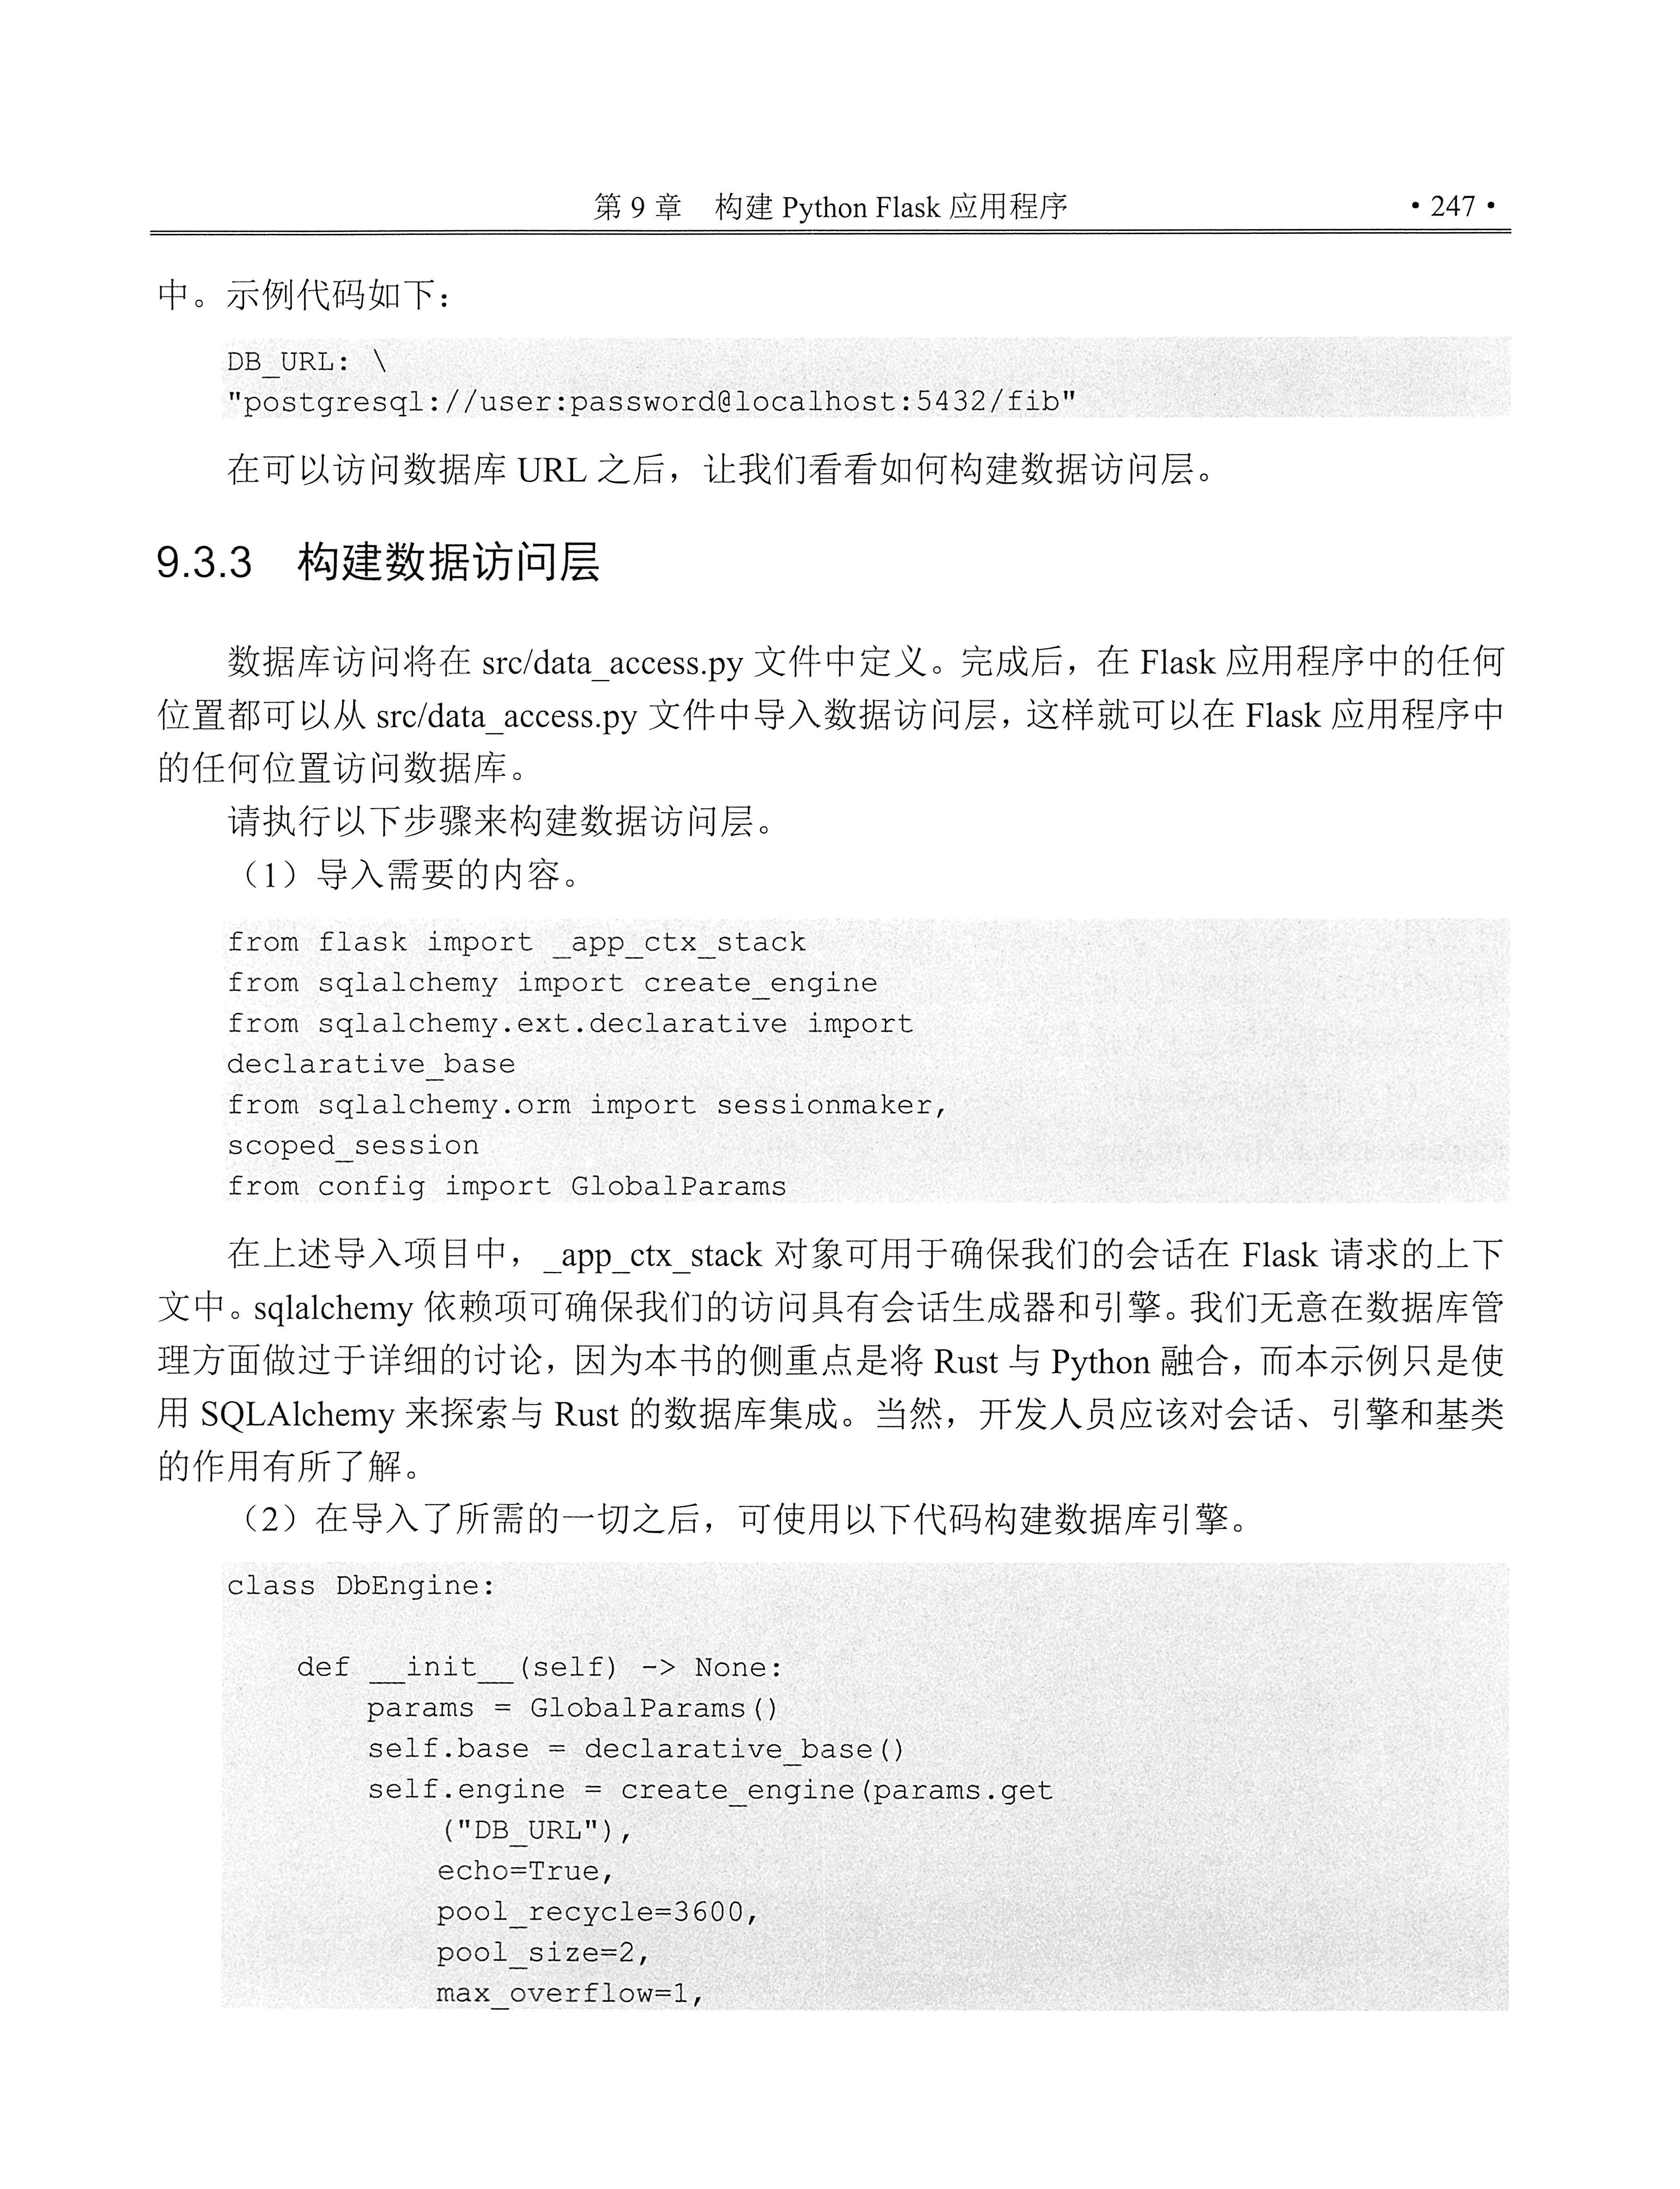 第 9 章　构建 Python Flask 应用程序　• 247 •
中。示例代码如下：
DB_URL: \
"postgresql://user:password@localhost:5432/fib"
在可以访问数据库 URL 之后，让我们看看如何构建数据访问层。
9.3.3　构建数据访问层
数据库访问将在 src/data_access.py 文件中定义。完成后，在 Flask 应用程序中的任何
位置都可以从 src/data_access.py 文件中导入数据访问层，这样就可以在 Flask 应用程序中
的任何位置访问数据库。
请执行以下步骤来构建数据访问层。
（1）导入需要的内容。
from flask import _app_ctx_stack
from sqlalchemy import create_engine
from sqlalchemy.ext.declarative import
declarative_base
from sqlalchemy.orm import sessionmaker,
scoped_session
from config import GlobalParams
在上述导入项目中，_app_ctx_stack 对象可用于确保我们的会话在 Flask 请求的上下
文中。sqlalchemy 依赖项可确保我们的访问具有会话生成器和引擎。我们无意在数据库管
理方面做过于详细的讨论，因为本书的侧重点是将 Rust 与 Python 融合，而本示例只是使
用 SQLAlchemy 来探索与 Rust 的数据库集成。当然，开发人员应该对会话、引擎和基类
的作用有所了解。
（2）在导入了所需的一切之后，可使用以下代码构建数据库引擎。
class DbEngine:
    def __init__(self) -> None:
        params = GlobalParams()
        self.base = declarative_base()
        self.engine = create_engine(params.get
            ("DB_URL"),
            echo=True,
            pool_recycle=3600,
            pool_size=2,
            max_overflow=1,